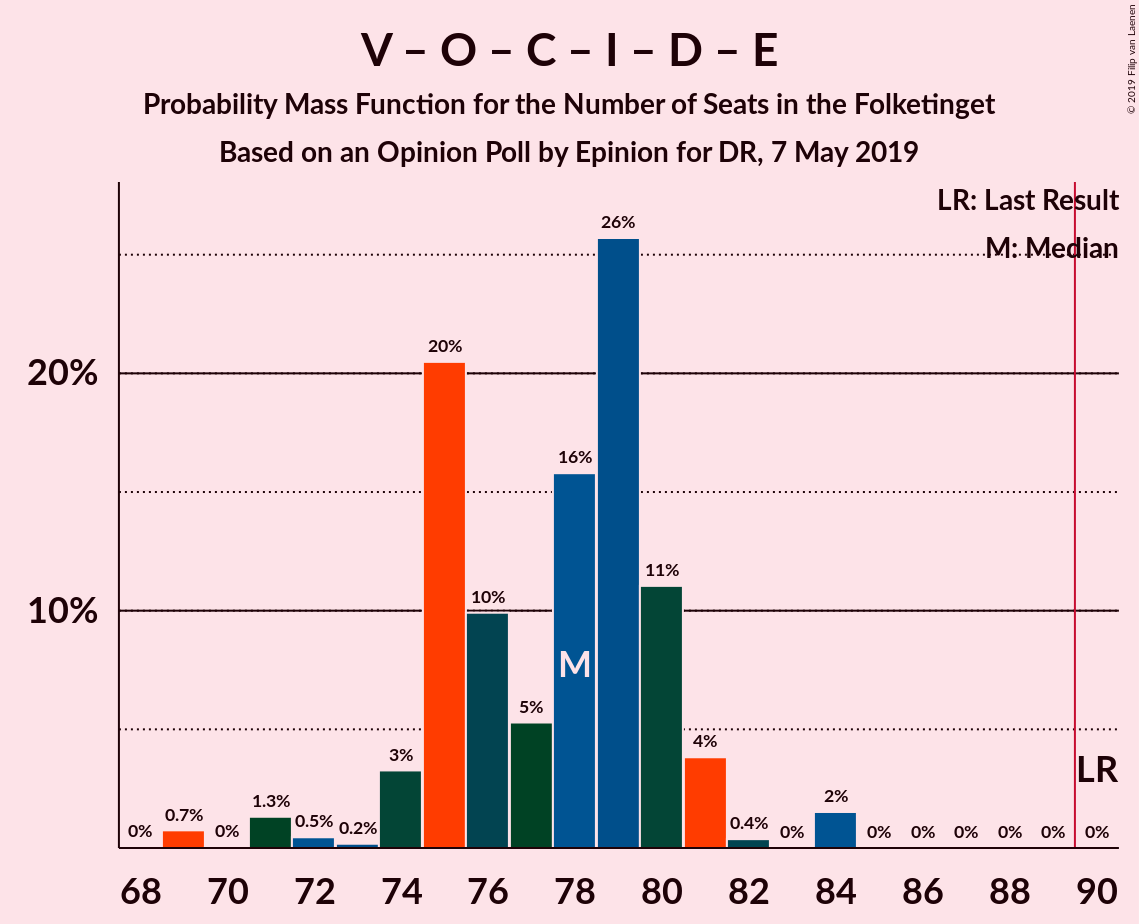 V – O – C – I – D – E
Probability Mass Function for the Number of Seats in the Folketinget
Based on an Opinion Poll by Epinion for DR, 7 May 2019
© 2019 Filip van Laenen
LR: Last Result
M: Median
26%
20%
20%
16%
11%
10%
10%
M
5%
4%
3%
LR
2%
1.3%
0.7%
0.5%
0.4%
0.2%
0% 0% 0% 0% 0% 0% 0% 0% 0%
68 70 72 74 76 78 80 82 84 86 88 90